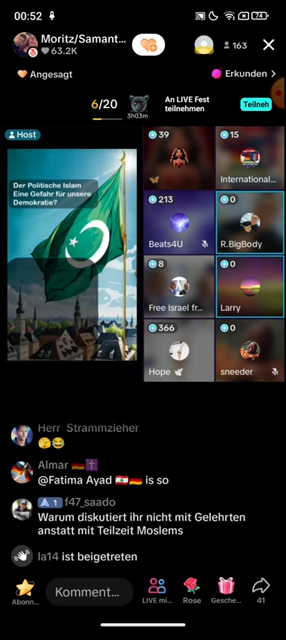 00:52
74
Moritz/Samant...
63.2K
163
Angesagt
Erkunden
6/20
3h03m
An LIVE Fest
teilnehmen
Teilneh
Host
Der Politische Islam
Eine Gefahr für unsere
Demokratie?
39
15
International...
213
Beats4U
0
R.BigBody
8
Free Israel fr...
0
Larry
366
Hope
0
sneeder
Herr Strammzieher
Almar
@Fatima Ayad is so
1 f47_saado
Warum diskutiert ihr nicht mit Gelehrten
anstatt mit Teilzeit Moslems
la14 ist beigetreten
Abonn...
Komment...
LIVE mi...
Rose
Gesche...
41